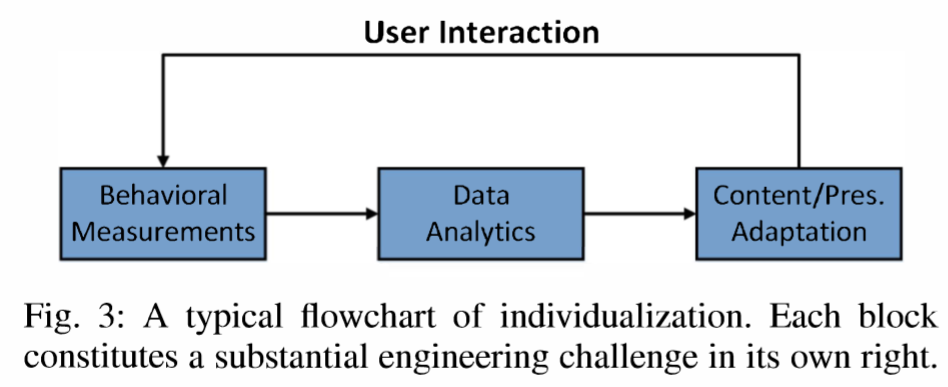 User Interaction
Behavioral
Measurements
Data
Analytics
Content/Pres.
Adaptation
Fig. 3: A typical flowchart of individualization. Each block
constitutes a substantial engineering challenge in its own right.